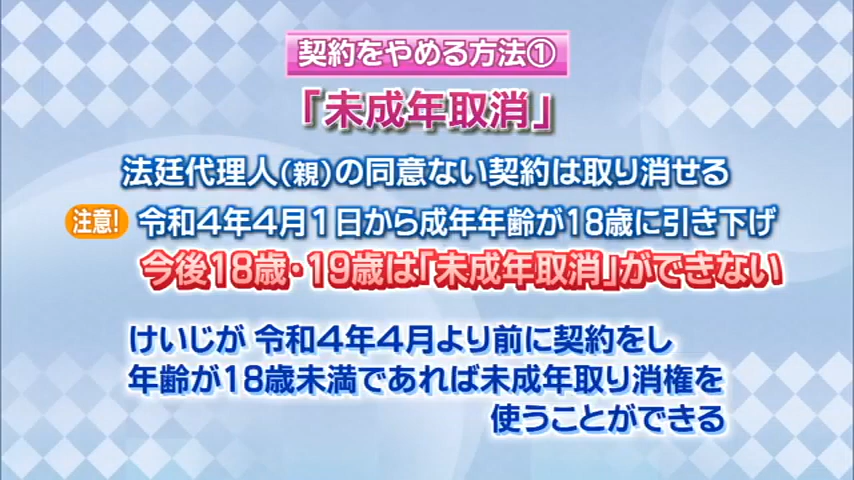 契約をやめる方法①
「未成年取消」
法廷代理人(親)の同意ない契約は取り消せる
注意! 令和4年4月1日から成年年齢が18歳に引き下げ
今後18歳・19歳は「未成年取消」ができない
けいじが 令和4年4月より前に契約をし
年齢が18歳未満であれば未成年取り消権を
使うことができる